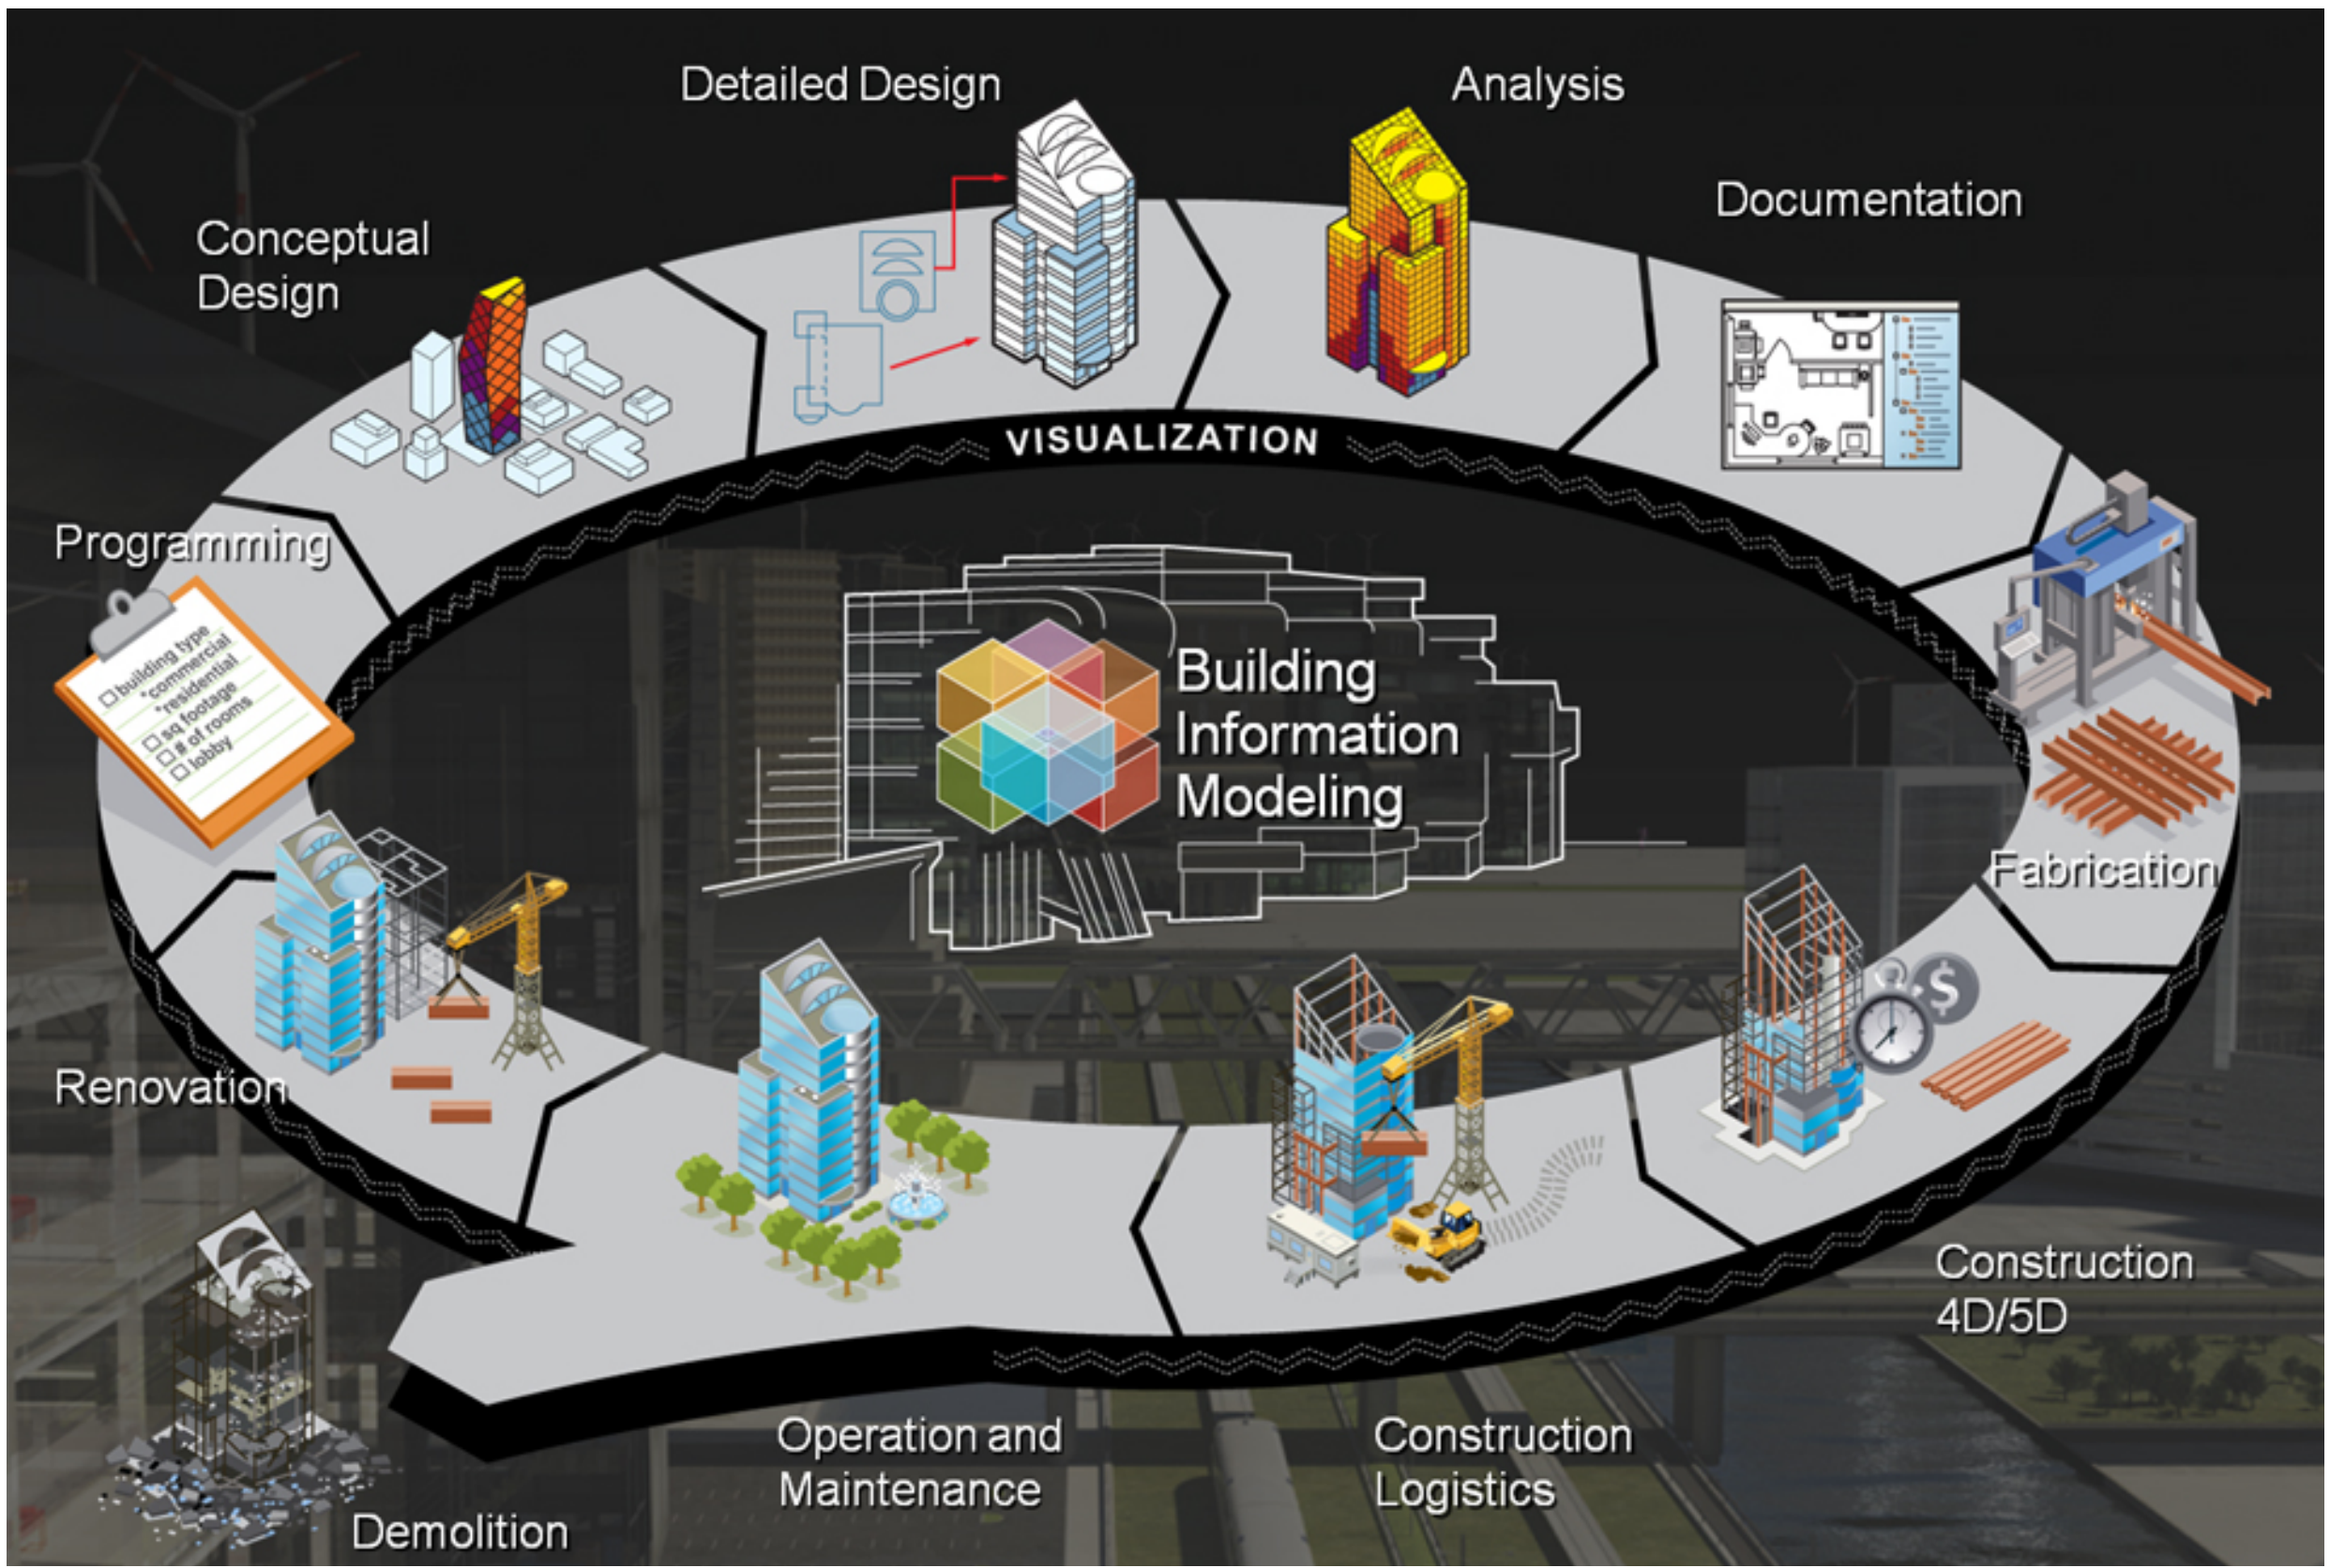 Detailed Design
Analysis
Documentation
Conceptual
Design
VISUALIZATION
Programming
building type
*commercial
*residential
sq footage
# of rooms
lobby
Building
Information
Modeling
Fabrication
$
Renovation
Construction
4D/5D
Operation and
Maintenance
Construction
Logistics
Demolition